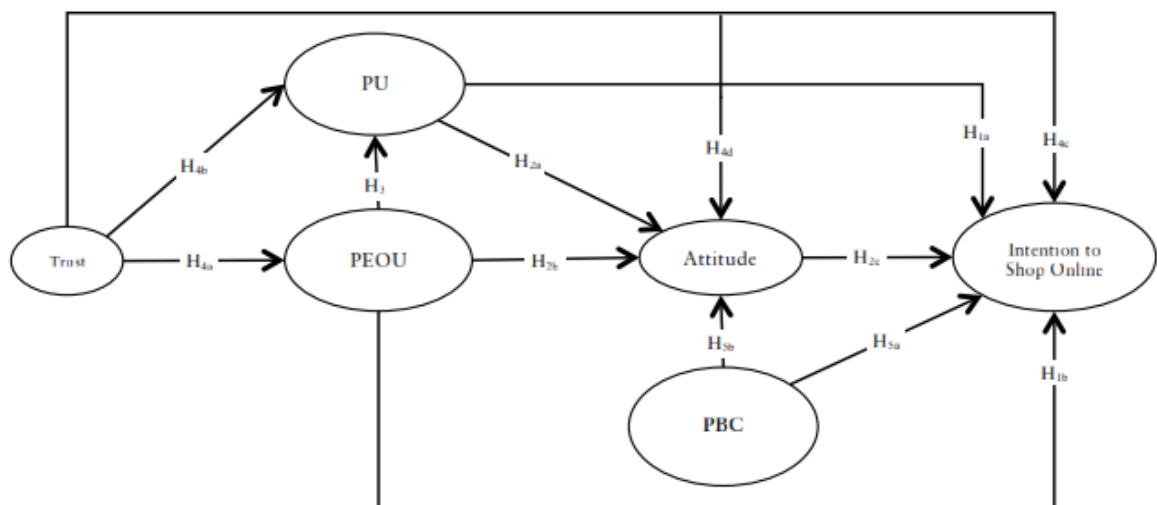 PU
H1a
H4c
H4b
H2a
H4d
H3
Trust
H4a
PEOU
H2b
Attitude
H2c
Intention to
Shop Online
H5b
H5a
H1b
PBC